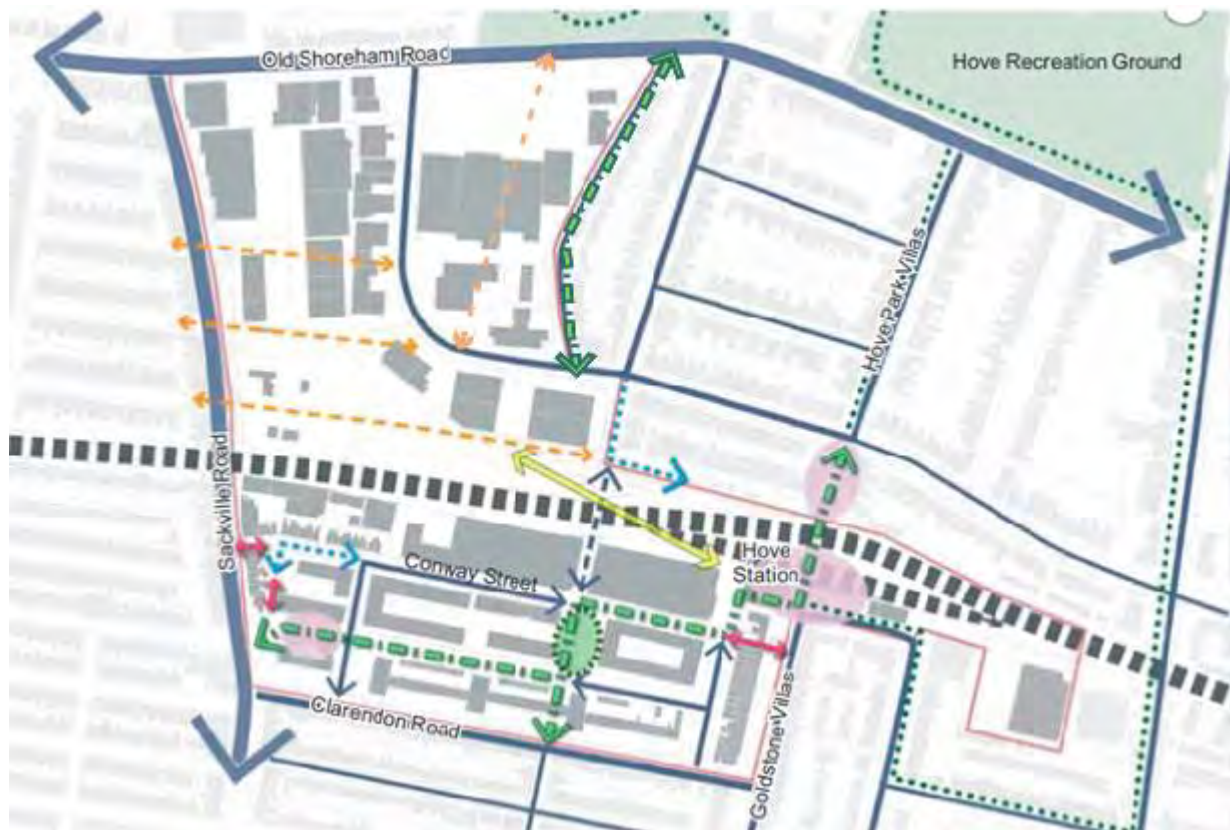 Old Shoreham Road
Hove Recreation Ground
Hove Park Villas
Sackville Road
Hove
Station
Conway Street
Clarendon Road
Goldstone Villas